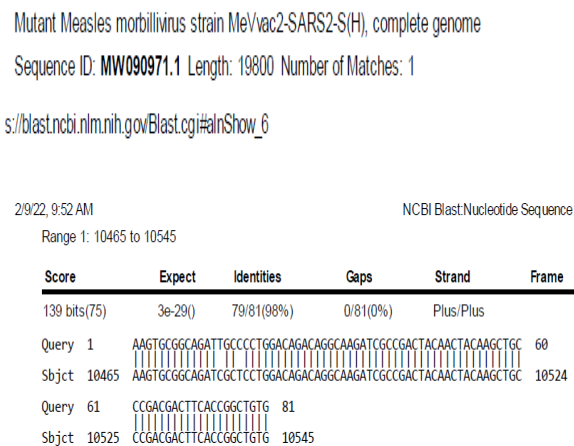 Mutant Measles morbillivirus strain MeVvac2-SARS2-S(H), complete genome
Sequence ID: MW090971.1 Length: 19800 Number of Matches: 1
s://blast.ncbi.nlm.nih.gov/Blast.cgi#alnShow_6
2/9/22, 9:52 AM NCBI Blast:Nucleotide Sequence
Range 1: 10465 to 10545
Score Expect Identities Gaps Strand Frame
139 bits(75) 3e-29() 79/81(98%) 0/81(0%) Plus/Plus
Query 1 AAGTGCGGCAGATTGCCCCTGGACAGACAGGCAAGATCGCCGACTACAACTACAAGCTGC 60
||||||||||||| || ||||||||||||||||||||||||||||||||||||||||||||
Sbjct 10465 AAGTGCGGCAGATCGCTCCTGGACAGACAGGCAAGATCGCCGACTACAACTACAAGCTGC 10524
Query 61 CCGACGACTTCACCGGCTGTG 81
|||||||||||||||||||||
Sbjct 10525 CCGACGACTTCACCGGCTGTG 10545